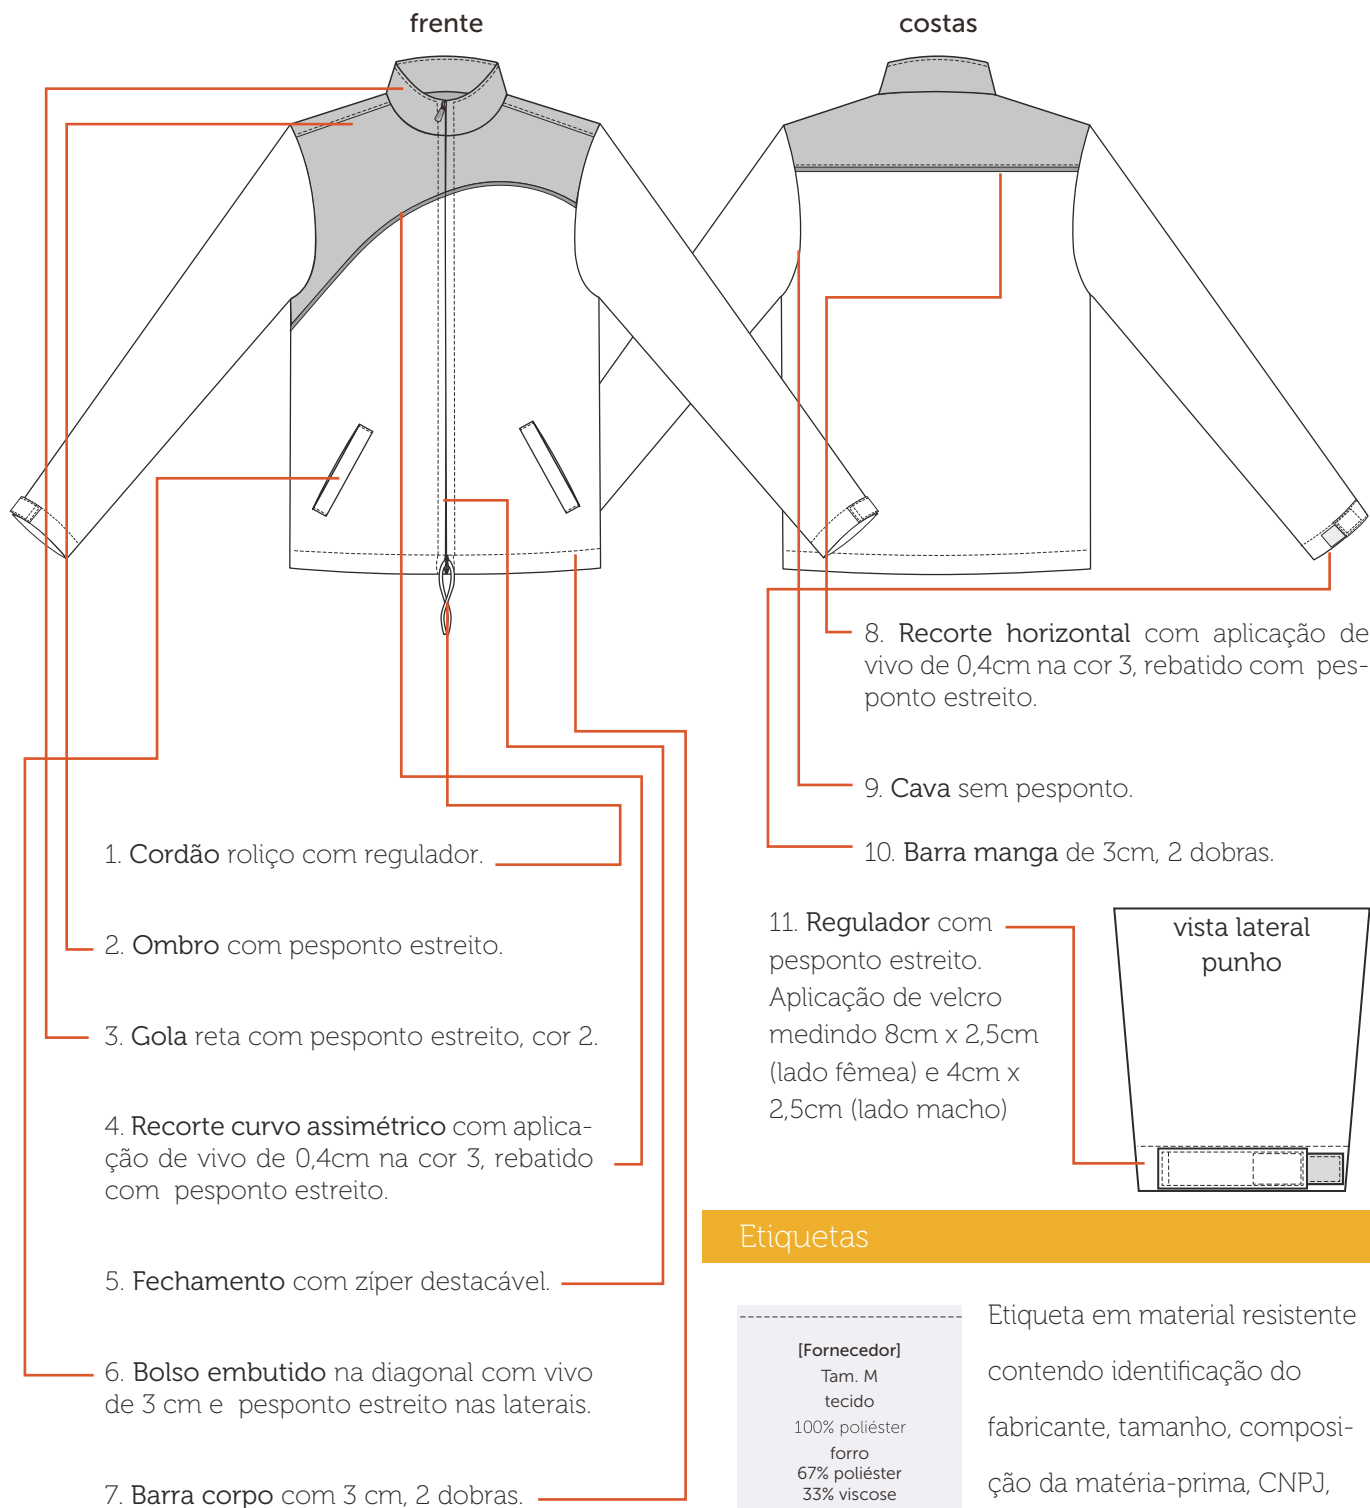 frente
costas
1. Cordão roliço com regulador.
2. Ombro com pesponto estreito.
3. Gola reta com pesponto estreito, cor 2.
4. Recorte curvo assimétrico com aplica-
ção de vivo de 0,4cm na cor 3, rebatido
com pesponto estreito.
5. Fechamento com zíper destacável.
6. Bolso embutido na diagonal com vivo
de 3 cm e pesponto estreito nas laterais.
7. Barra corpo com 3 cm, 2 dobras.
8. Recorte horizontal com aplicação de
vivo de 0,4cm na cor 3, rebatido com pes-
ponto estreito.
9. Cava sem pesponto.
10. Barra manga de 3cm, 2 dobras.
11. Regulador com
pesponto estreito.
Aplicação de velcro
medindo 8cm x 2,5cm
(lado fêmea) e 4cm x
2,5cm (lado macho)
vista lateral
punho
Etiquetas
[Fornecedor]
Tam. M
tecido
100% poliéster
forro
67% poliéster
33% viscose
Etiqueta em material resistente
contendo identificação do
fabricante, tamanho, composi-
ção da matéria-prima, CNPJ,